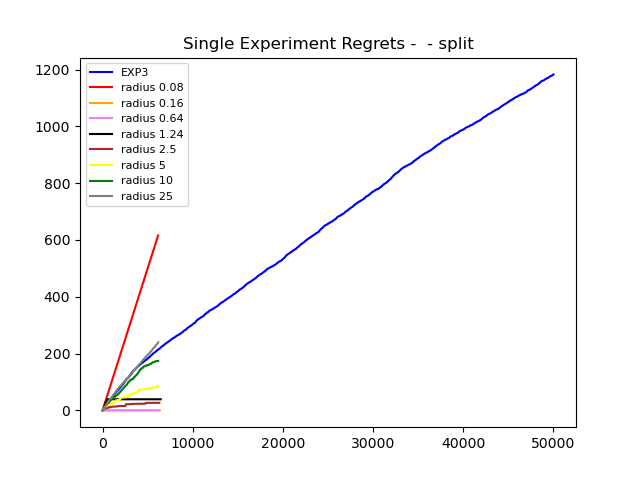 Single Experiment Regrets -  - split
EXP3
radius 0.08
radius 0.16
radius 0.64
radius 1.24
radius 2.5
radius 5
radius 10
radius 25
1200
1000
800
600
400
200
0
0 10000 20000 30000 40000 50000